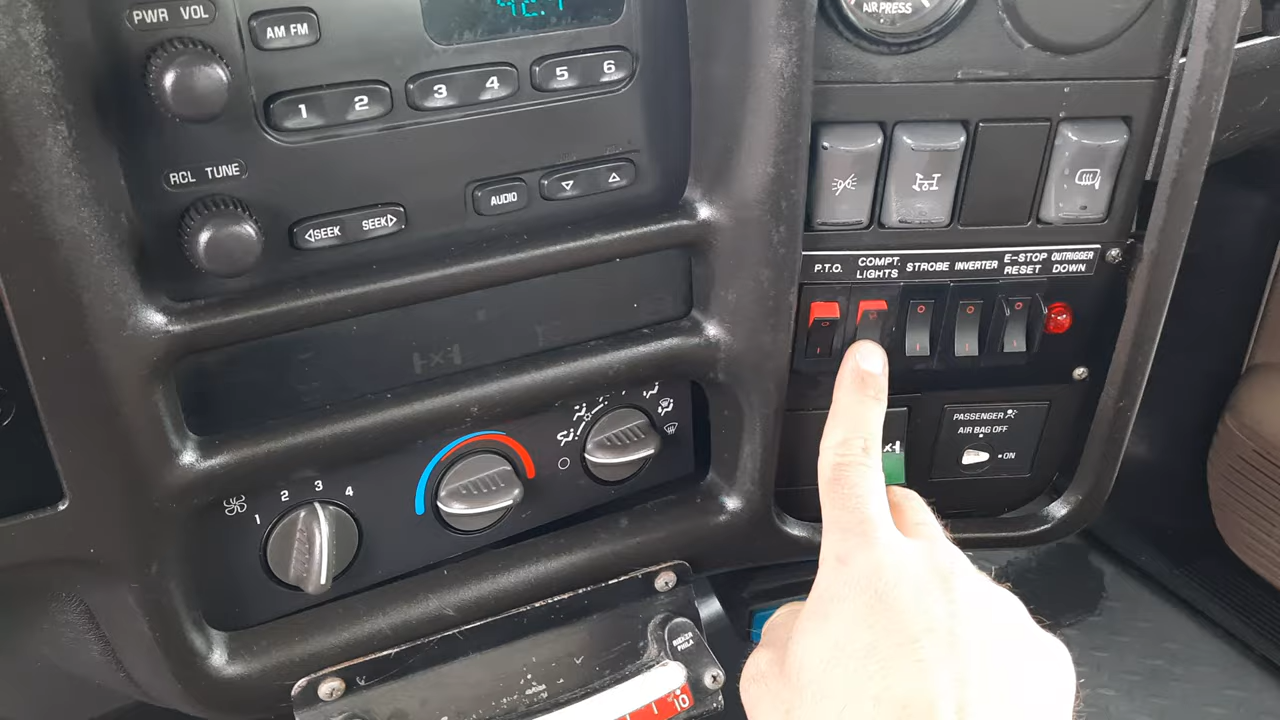 PWR VOL
AM FM
1 2
3 4
5 6
RCL TUNE
SEEK SEEK
AUDIO
AIR PRESS
P.T.O.
COMPT. LIGHTS
STROBE
INVERTER
E-STOP RESET
OUTRIGGER DOWN
PASSENGER
AIR BAG OFF
ON
1 2 3 4
10